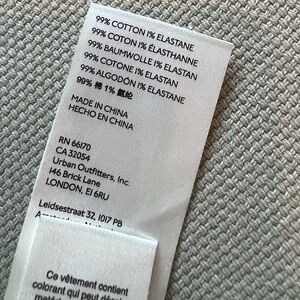 99% COTTON 1% ELASTANE
99% COTON 1% ÉLASTHANNE
99% BAUMWOLLE 1% ELASTAN
99% COTONE 1% ELASTAN
99% ALGODÓN 1% ELASTANE
99% 棉 1% 氨纶
MADE IN CHINA
HECHO EN CHINA
RN 66170
CA 32054
Urban Outfitters, Inc.
146 Brick Lane
LONDON, E1 6RU
Leidsestraat 32, 1017 PB
Ce vêtement contient
colorant qui peut